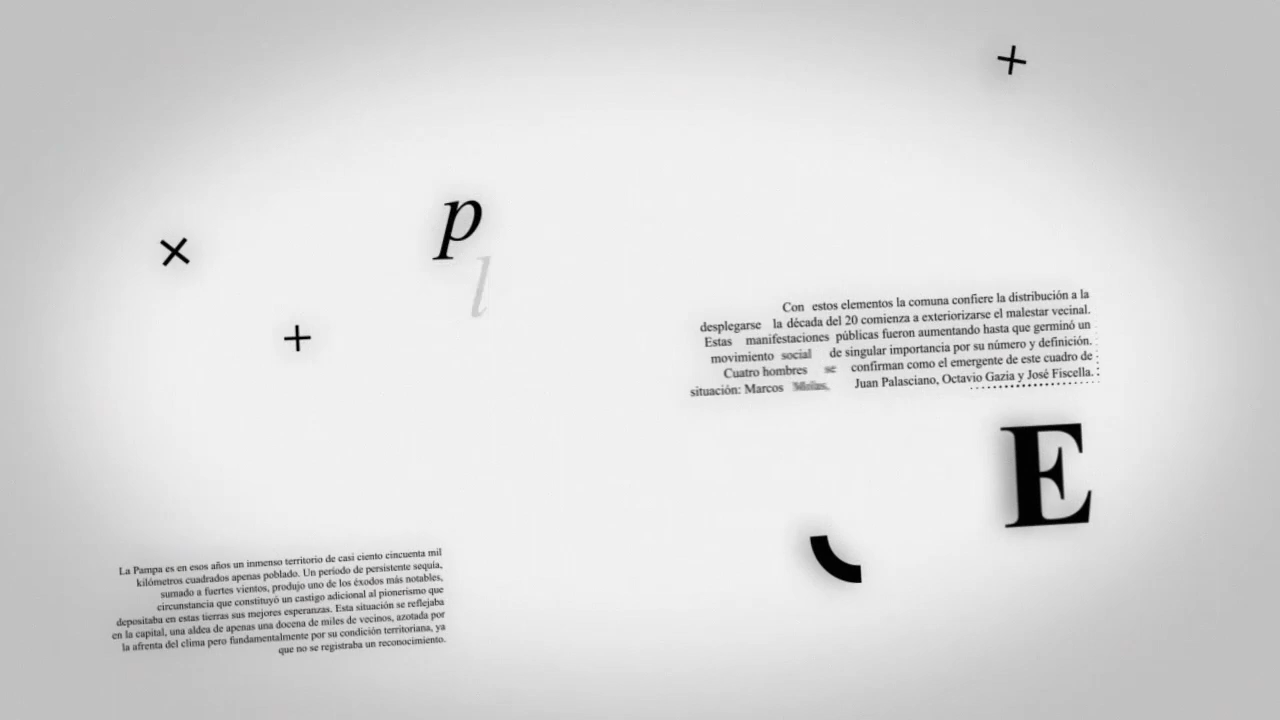 p
l
Con estos elementos la comuna confiere la distribución a la
desplegarse la década del 20 comienza a exteriorizarse el malestar vecinal.
Estas manifestaciones públicas fueron aumentando hasta que germinó un
movimiento social de singular importancia por su número y definición.
Cuatro hombres se confirman como el emergente de este cuadro de
situación: Marcos Juan Palasciano, Octavio Gazia y José Fiscella.
E
La Pampa es en esos años un inmenso territorio de casi ciento cincuenta mil
kilómetros cuadrados apenas poblado. Un período de persistente sequía,
sumado a fuertes vientos, produjo uno de los éxodos más notables,
circunstancia que constituyó un castigo adicional al pionerismo que
depositaba en estas tierras sus mejores esperanzas. Esta situación se reflejaba
en la capital, una aldea de apenas una docena de miles de vecinos, azotada por
la afrenta del clima pero fundamentalmente por su condición territoriana, ya
que no se registraba un reconocimiento.